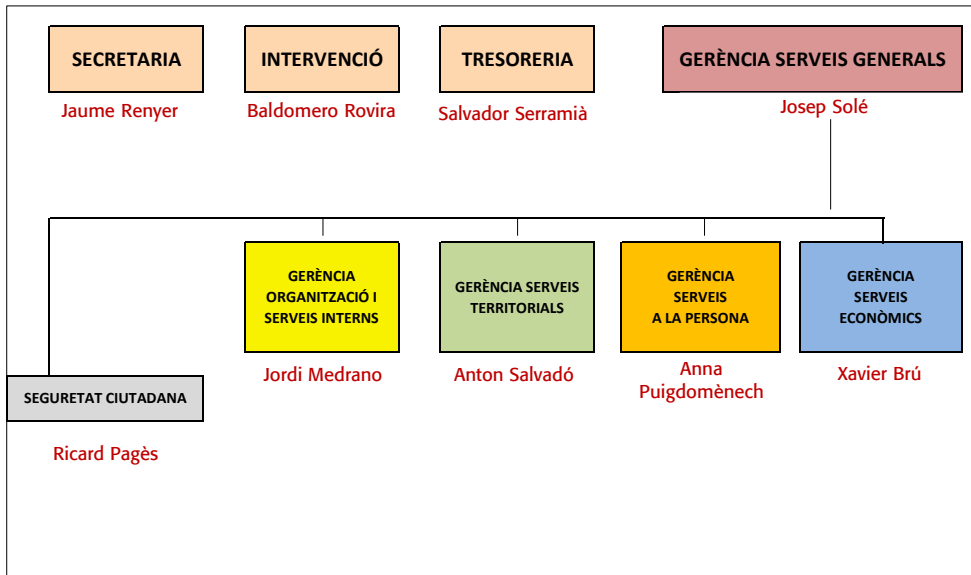 SECRETARIA
INTERVENCIÓ
TRESORERIA
GERÈNCIA SERVEIS GENERALS
Jaume Renyer
Baldomero Rovira
Salvador Serramià
Josep Solé
GERÈNCIA
ORGANITZACIÓ I
SERVEIS INTERNS
GERÈNCIA SERVEIS
TERRITORIALS
GERÈNCIA
SERVEIS
A LA PERSONA
GERÈNCIA
SERVEIS
ECONÒMICS
Jordi Medrano
Anton Salvadó
Anna
Puigdomènech
Xavier Brú
SEGURETAT CIUTADANA
Ricard Pagès